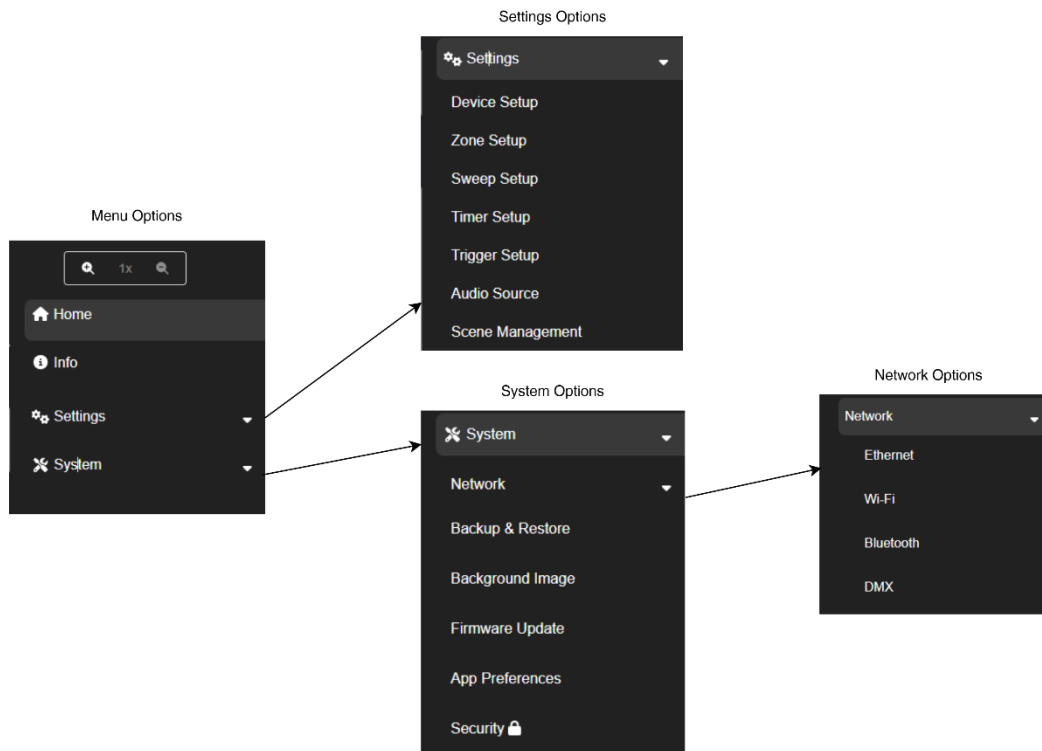 Settings Options
Settings
Device Setup
Zone Setup
Sweep Setup
Timer Setup
Trigger Setup
Audio Source
Scene Management
Menu Options
1x
Home
Info
Settings
System
System Options
System
Network
Backup & Restore
Background Image
Firmware Update
App Preferences
Security
Network Options
Network
Ethernet
Wi-Fi
Bluetooth
DMX